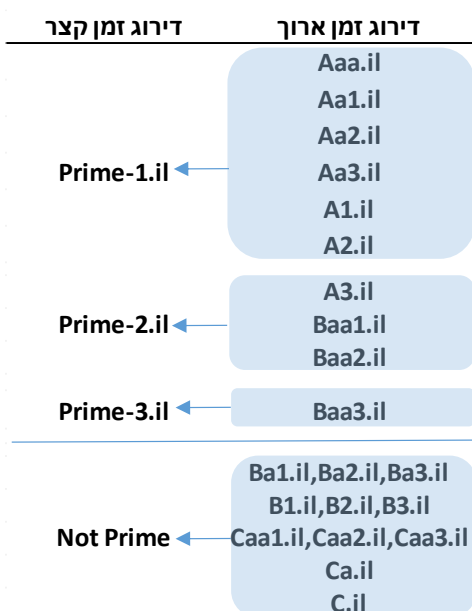 דירוג זמן ארוך דירוג זמן קצר
Aaa.il
Aa1.il
Aa2.il
Prime-1.il Aa3.il
A1.il
A2.il
A3.il
Prime-2.il Baa1.il
Baa2.il
Prime-3.il Baa3.il
Ba1.il,Ba2.il,Ba3.il
B1.il,B2.il,B3.il
Not Prime Caa1.il,Caa2.il,Caa3.il
Ca.il
C.il